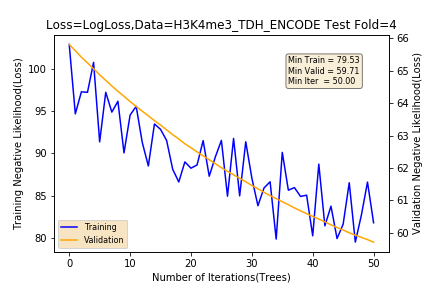 Loss=LogLoss,Data=H3K4me3_TDH_ENCODE Test Fold=4
Training Negative Likelihood(Loss)
100
95
90
85
80
Min Train = 79.53
Min Valid = 59.71
Min Iter = 50.00
Training
Validation
66
65
64
63
62
61
60
Validation Negative Likelihood(Loss)
0
10
20
30
40
50
Number of Iterations(Trees)